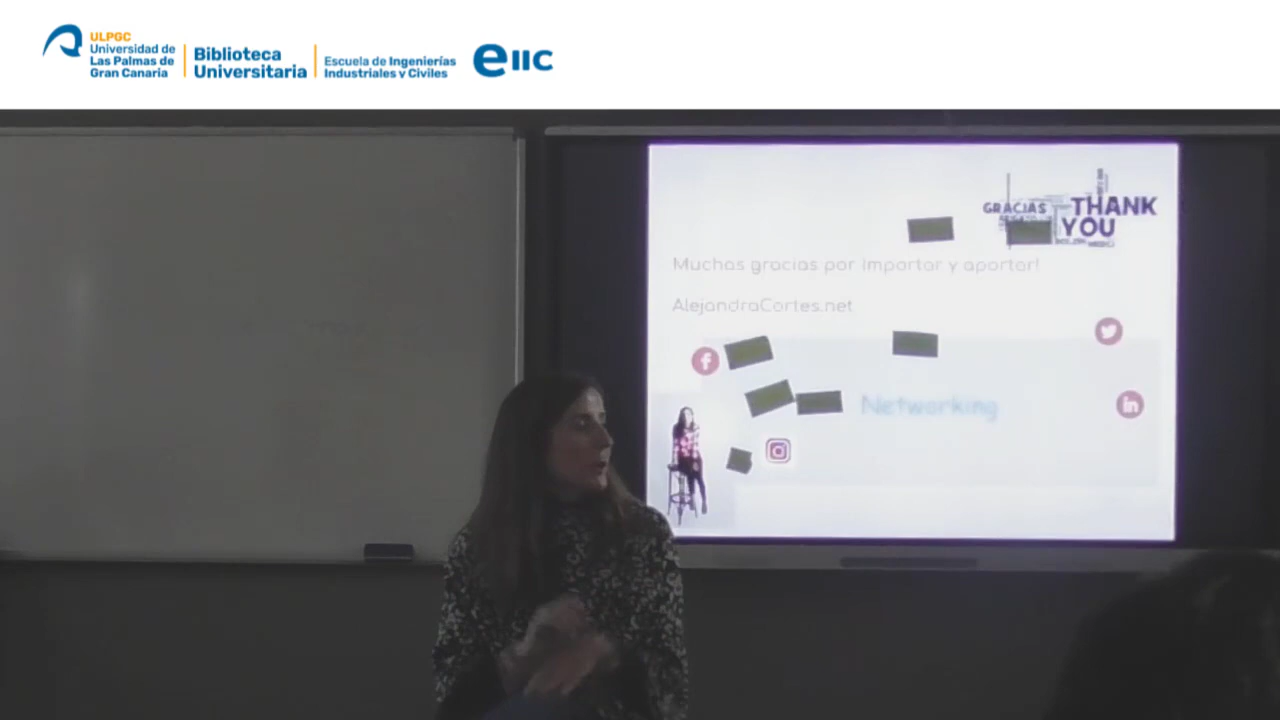 ULPGC
Universidad de
Las Palmas de
Gran Canaria
Biblioteca
Universitaria
Escuela de Ingenierías
Industriales y Civiles
eiic
GRACIAS
THANK
YOU
Muchas gracias por importar y aportar!
AlejandraCortes.net
f
in
Networking